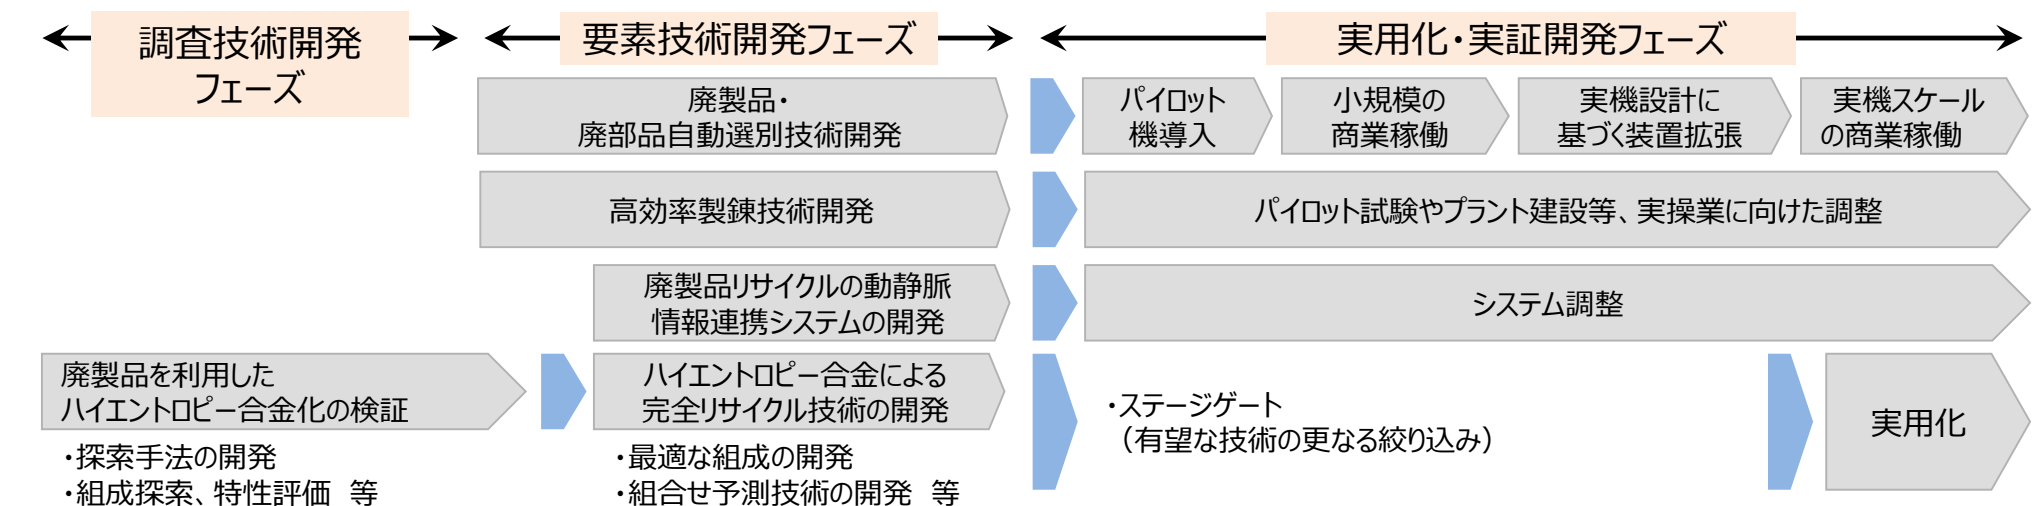 調査技術開発
フェーズ
要素技術開発フェーズ
実用化・実証開発フェーズ
廃製品・
廃部品自動選別技術開発
パイロット
機導入
小規模の
商業稼働
実機設計に
基づく装置拡張
実機スケール
の商業稼働
高効率製錬技術開発
パイロット試験やプラント建設等、実操業に向けた調整
廃製品リサイクルの動静脈
情報連携システムの開発
システム調整
廃製品を利用した
ハイエントロピー合金化の検証
・探索手法の開発
・組成探索、特性評価 等
ハイエントロピー合金による
完全リサイクル技術の開発
・最適な組成の開発
・組合せ予測技術の開発 等
・ステージゲート
（有望な技術の更なる絞り込み）
実用化